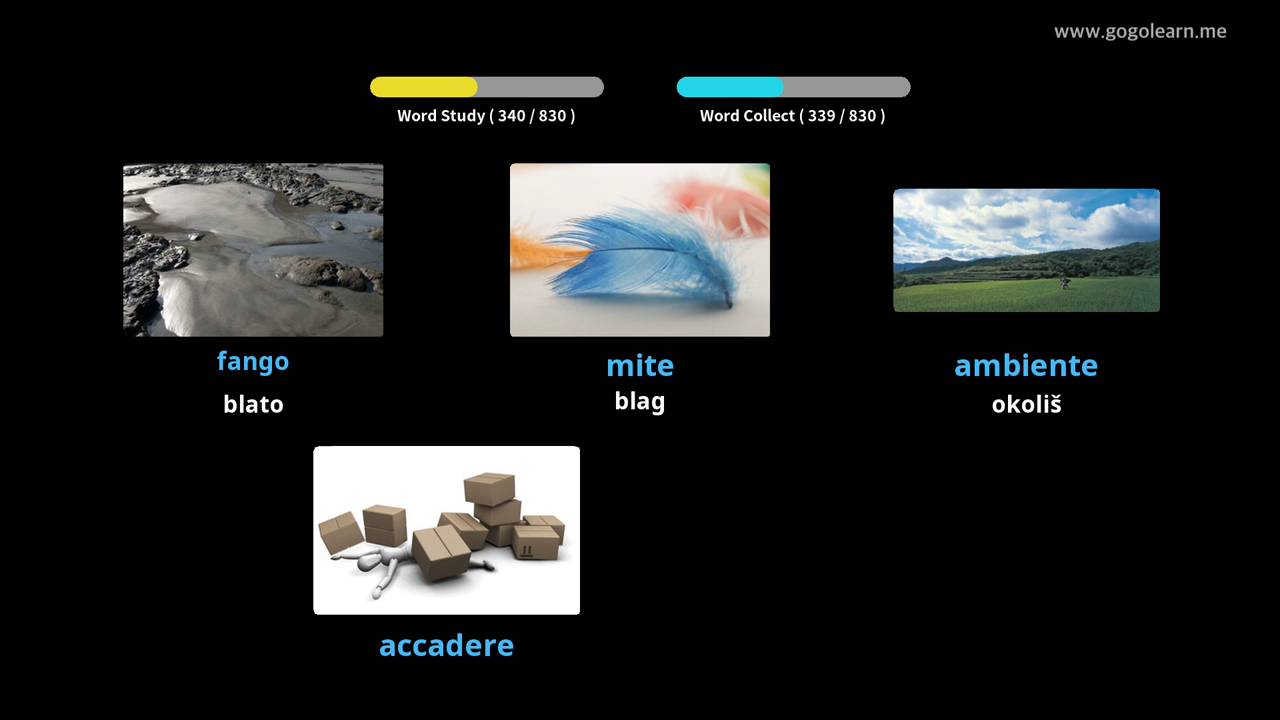 www.gogolearn.me
Word Study ( 340 / 830 )
Word Collect ( 339 / 830 )
fango
blato
mite
blag
ambiente
okoliš
accadere